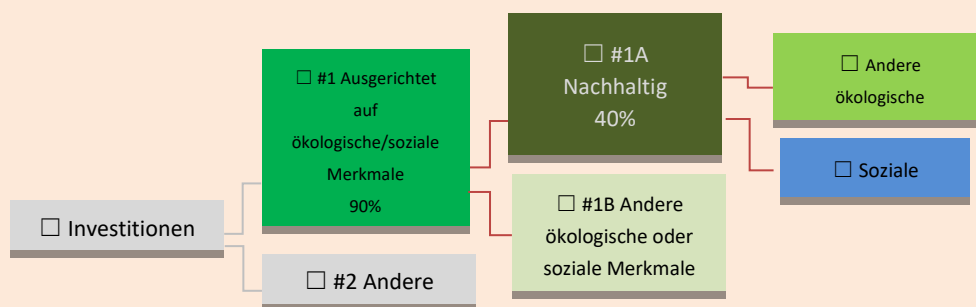 ☐ Investitionen
☐ #1 Ausgerichtet
auf
ökologische/soziale
Merkmale
90%
☐ #2 Andere
☐ #1A
Nachhaltig
40%
☐ #1B Andere
ökologische oder
soziale Merkmale
☐ Andere
ökologische
☐ Soziale